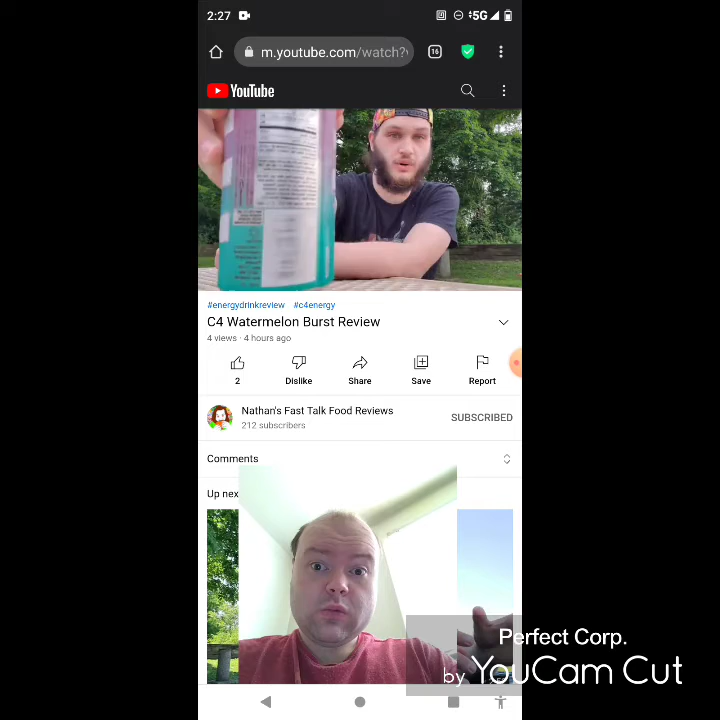 2:27
5G
m.youtube.com/watch?
16
YouTube
#energydrinkreview #c4energy
C4 Watermelon Burst Review
4 views · 4 hours ago
2
Dislike
Share
Save
Report
Nathan's Fast Talk Food Reviews
212 subscribers
SUBSCRIBED
Comments
Up nex
Perfect Corp.
by YouCam Cut